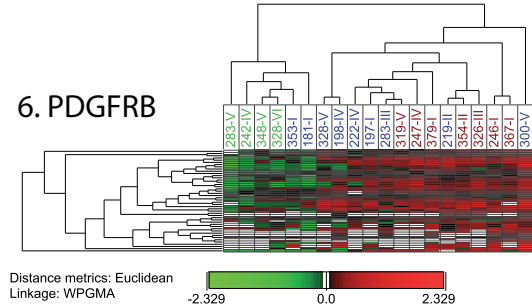 6. PDGFRB
283-V
242-IV
348-V
328-VI
353-I
181-I
328-V
198-IV
222-IV
197-I
283-III
319-V
247-IV
379-I
219-II
354-II
326-III
246-I
367-I
300-V
Distance metrics: Euclidean
Linkage: WPGMA
-2.329 0.0 2.329